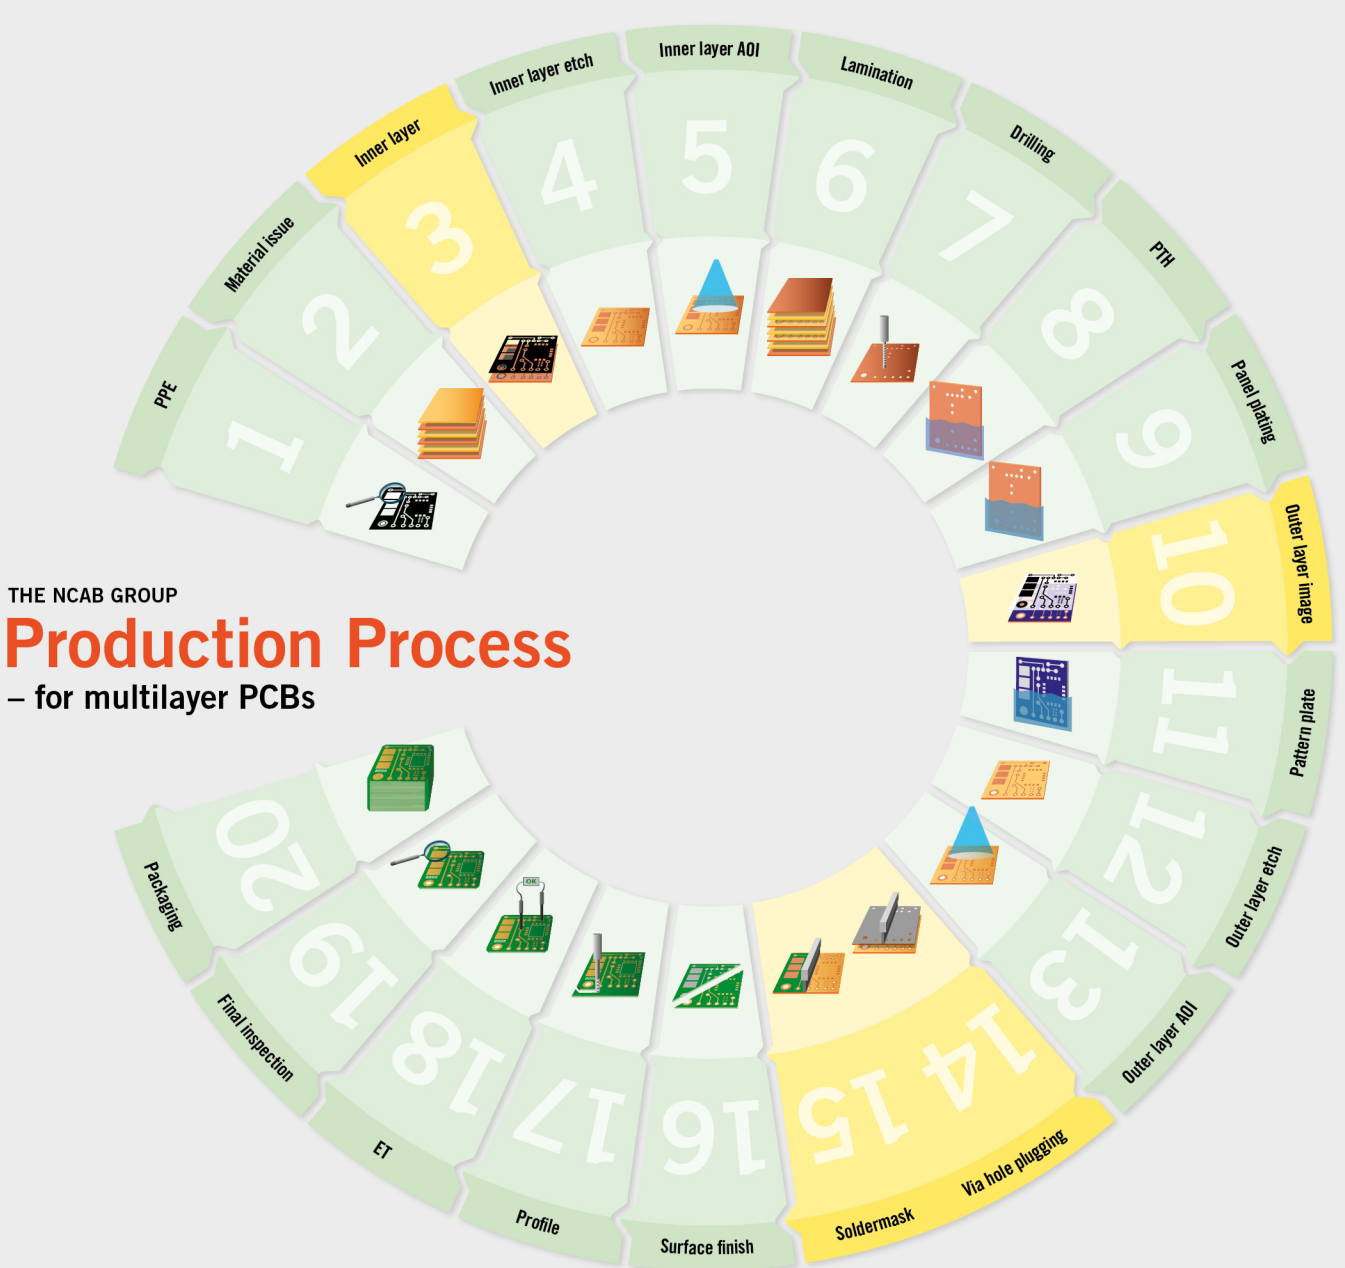 THE NCAB GROUP
Production Process
– for multilayer PCBs
PPE
1
Material issue
2
Inner layer
3
Inner layer etch
4
Inner layer AOI
5
Lamination
6
Drilling
7
PTH
8
Panel plating
9
Outer layer image
10
Pattern plate
11
Outer layer etch
12
Outer layer AOI
13
Via hole plugging
14
Soldermask
15
Surface finish
16
Profile
17
ET
18
OK
Final inspection
19
Packaging
20